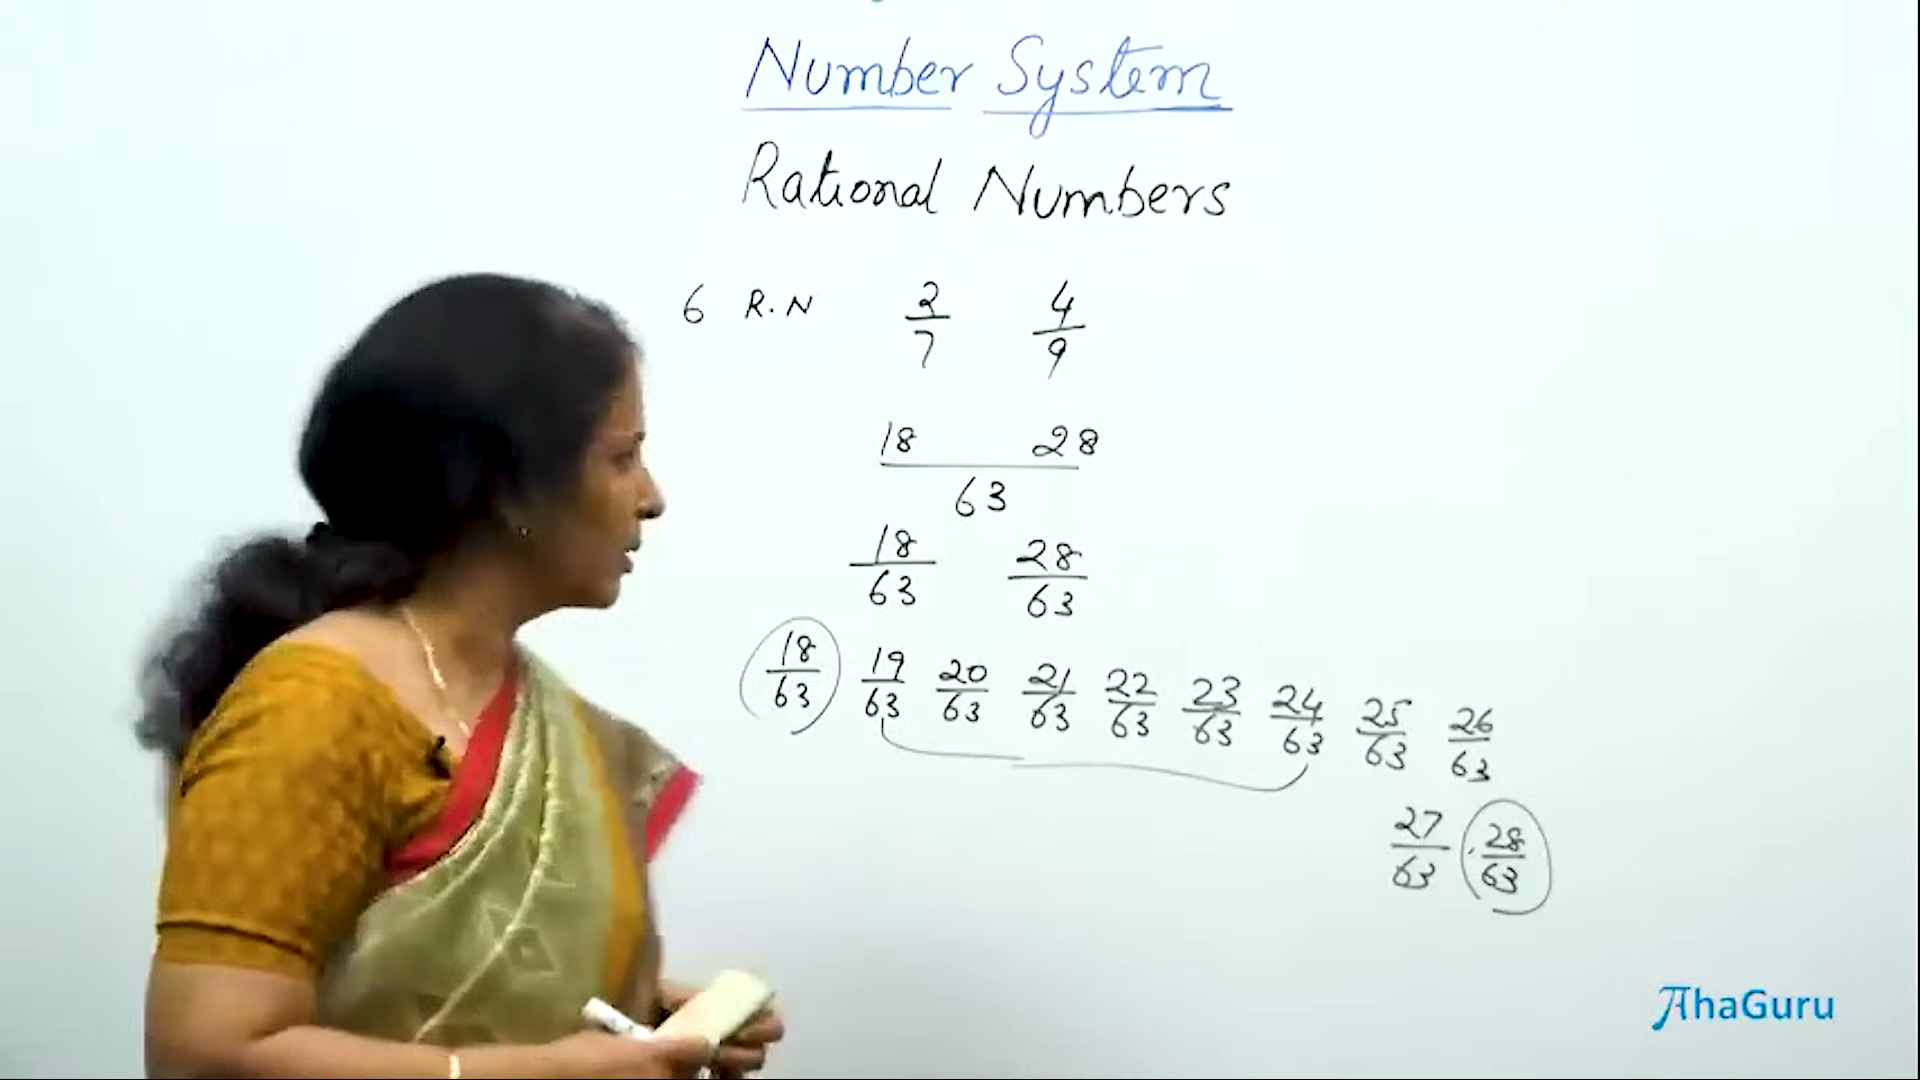 Number System
Rational Numbers
6 R.N 2/7 4/9
18 28
63
18/63 28/63
18/63 19/63 20/63 21/63 22/63 23/63 24/63 25/63 26/63
27/63 28/63
AhaGuru